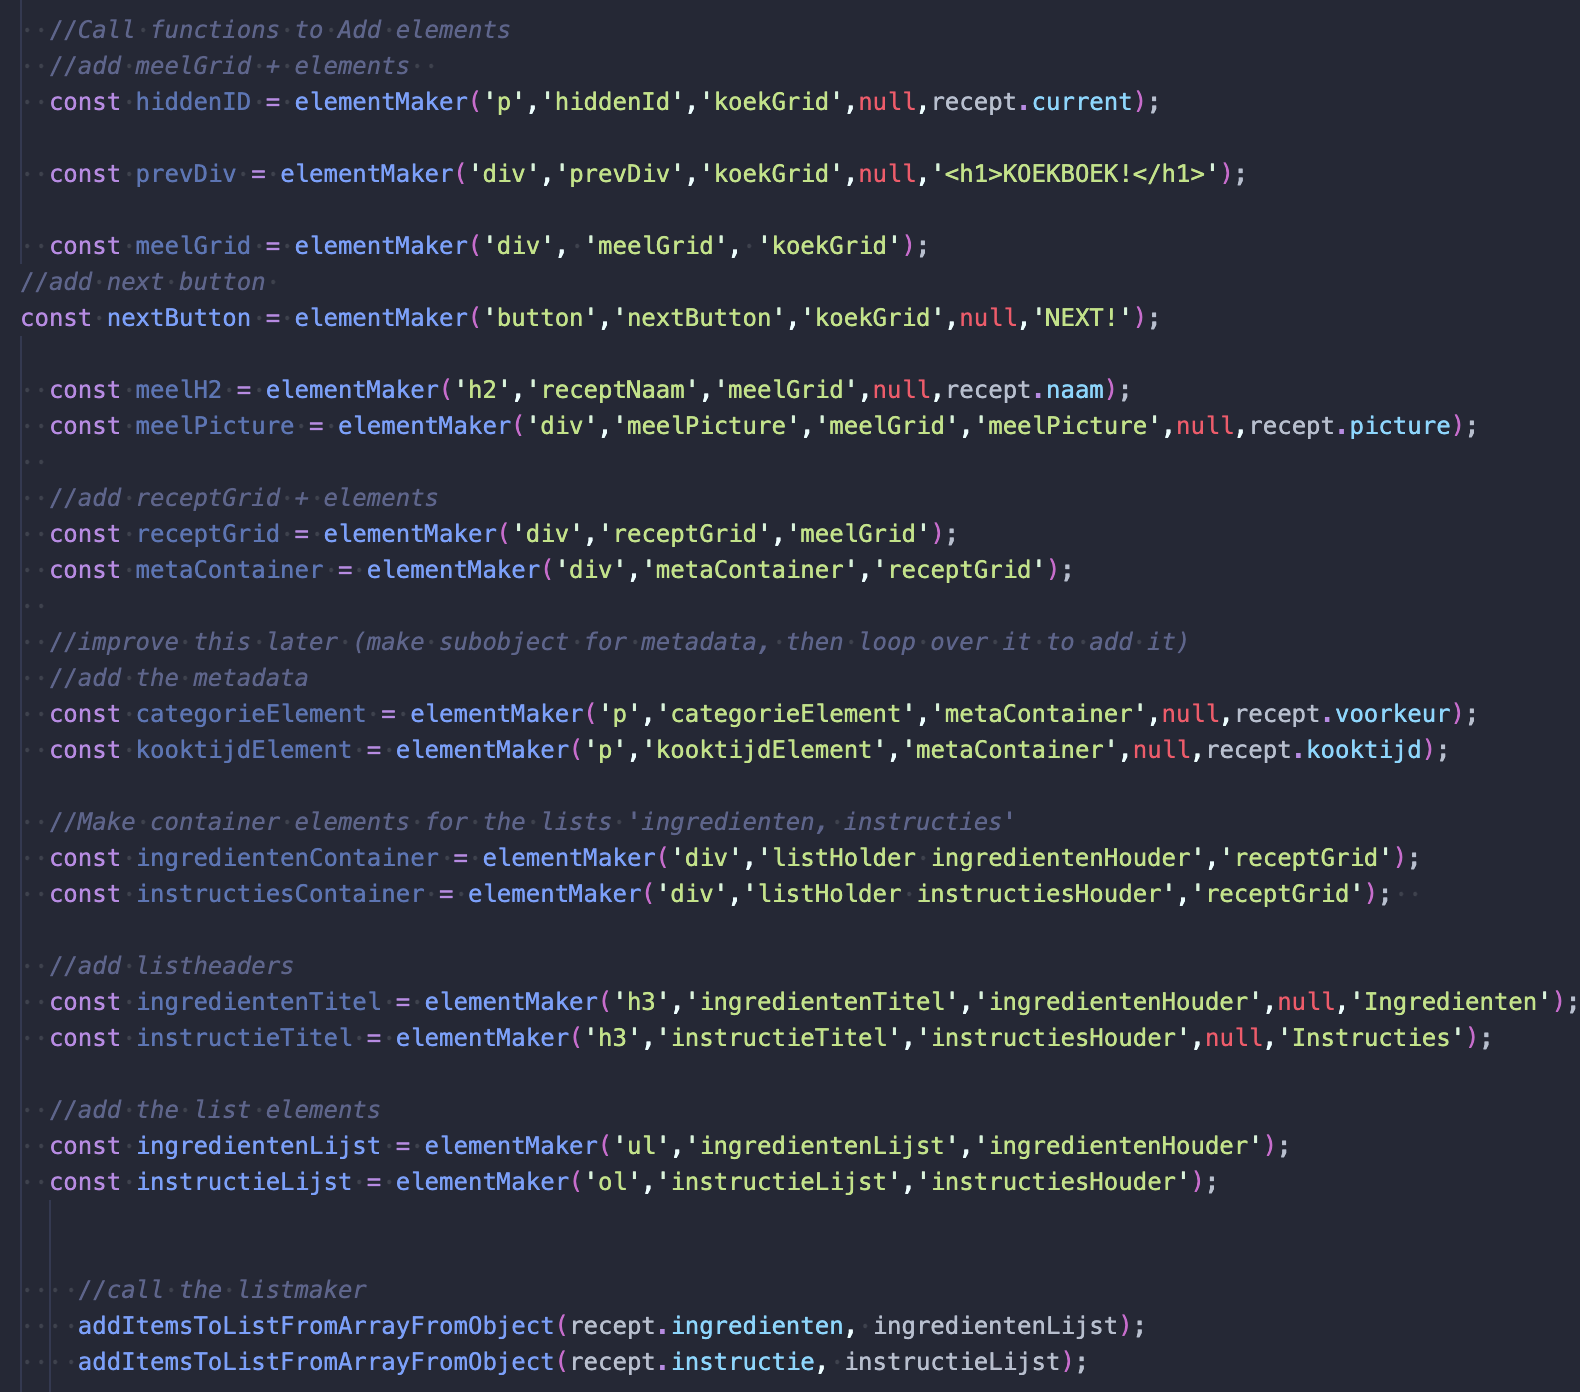 //Call functions to Add elements
//add meelGrid + elements
const hiddenID = elementMaker('p','hiddenId','koekGrid',null,recept.current);
const prevDiv = elementMaker('div','prevDiv','koekGrid',null,'<h1>KOEKBOEK!</h1>');
const meelGrid = elementMaker('div', 'meelGrid', 'koekGrid');
//add next button
const nextButton = elementMaker('button','nextButton','koekGrid',null,'NEXT!');
const meelH2 = elementMaker('h2','receptNaam','meelGrid',null,recept.naam);
const meelPicture = elementMaker('div','meelPicture','meelGrid','meelPicture',null,recept.picture);
//add receptGrid + elements
const receptGrid = elementMaker('div','receptGrid','meelGrid');
const metaContainer = elementMaker('div','metaContainer','receptGrid');
//improve this later (make subobject for metadata, then loop over it to add it)
//add the metadata
const categorieElement = elementMaker('p','categorieElement','metaContainer',null,recept.voorkeur);
const kooktijdElement = elementMaker('p','kooktijdElement','metaContainer',null,recept.kooktijd);
//Make container elements for the lists 'ingredienten, instructies'
const ingredientenContainer = elementMaker('div','listHolder ingredientenHouder','receptGrid');
const instructiesContainer = elementMaker('div','listHolder instructiesHouder','receptGrid');
//add listheaders
const ingredientenTitel = elementMaker('h3','ingredientenTitel','ingredientenHouder',null,'Ingredienten');
const instructieTitel = elementMaker('h3','instructieTitel','instructiesHouder',null,'Instructies');
//add the list elements
const ingredientenLijst = elementMaker('ul','ingredientenLijst','ingredientenHouder');
const instructieLijst = elementMaker('ol','instructieLijst','instructiesHouder');
//call the listmaker
addItemsToListFromArrayFromObject(recept.ingredienten, ingredientenLijst);
addItemsToListFromArrayFromObject(recept.instructie, instructieLijst);